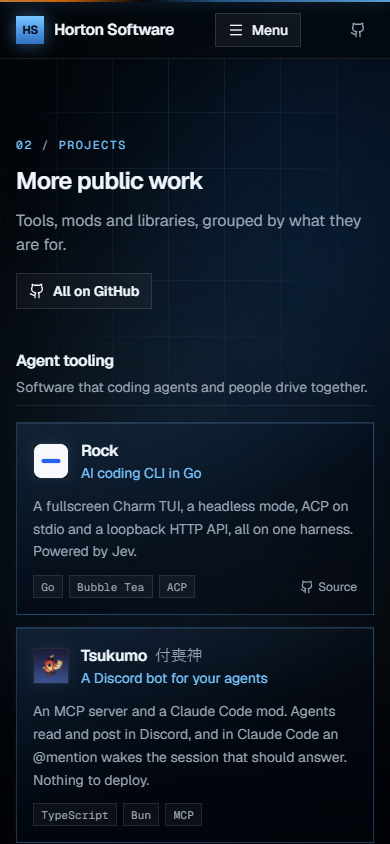 HS Horton Software Menu
02 / PROJECTS
More public work
Tools, mods and libraries, grouped by what they
are for.
All on GitHub
Agent tooling
Software that coding agents and people drive together.
Rock
AI coding CLI in Go
A fullscreen Charm TUI, a headless mode, ACP on
stdio and a loopback HTTP API, all on one harness.
Powered by Jev.
Go Bubble Tea ACP Source
Tsukumo 付喪神
A Discord bot for your agents
An MCP server and a Claude Code mod. Agents
read and post in Discord, and in Claude Code an
@mention wakes the session that should answer.
Nothing to deploy.
TypeScript Bun MCP